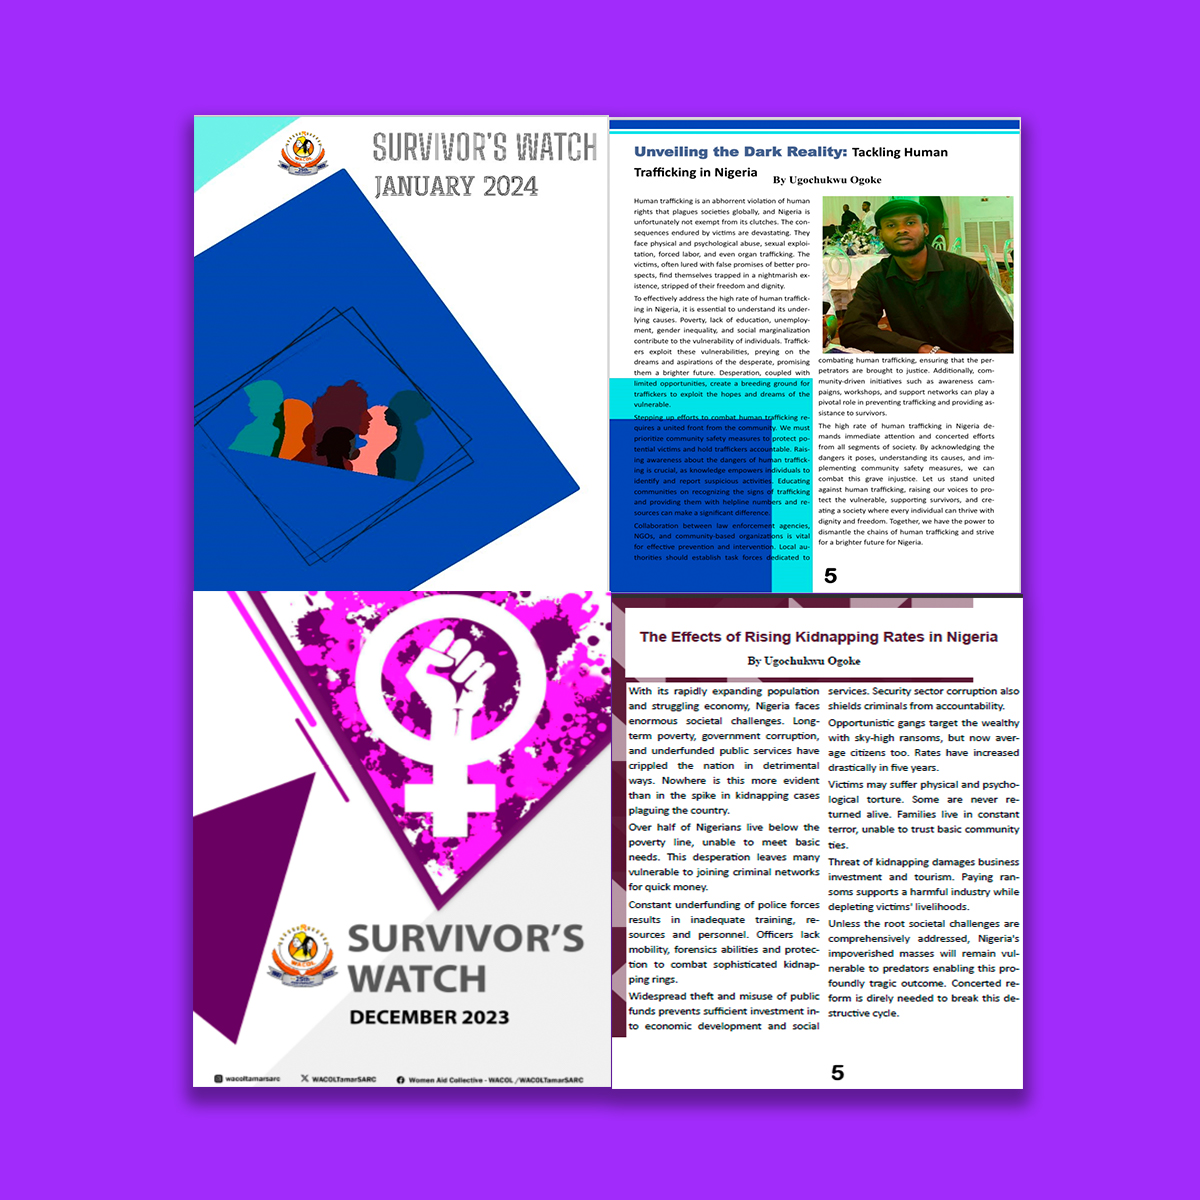 SURVIVOR'S WATCH
JANUARY 2024
Unveiling the Dark Reality: Tackling Human
Trafficking in Nigeria
By Ugochukwu Ogoke
Human trafficking is an abhorrent violation of human
rights that plagues societies globally, and Nigeria is
unfortunately not exempt from its clutches. The con-
sequences endured by victims are devastating. They
face physical and psychological abuse, sexual exploi-
tation, forced labor, and even organ trafficking. The
victims, often lured with false promises of better pro-
spects, find themselves trapped in a nightmarish ex-
istence, stripped of their freedom and dignity.
To effectively address the high rate of human traffick-
ing in Nigeria, it is essential to understand its under-
lying causes. Poverty, lack of education, unemploy-
ment, gender inequality, and social marginalization
contribute to the vulnerability of individuals. Traffick-
ers exploit these vulnerabilities, preying on the
dreams and aspirations of the desperate, promising
them a brighter future. Desperation, coupled with
limited opportunities, create a breeding ground for
traffickers to exploit the hopes and dreams of the
vulnerable.
Stepping up efforts to combat human trafficking re-
quires a united front from the community. We must
prioritize community safety measures to protect po-
tential victims and hold traffickers accountable. Rais-
ing awareness about the dangers of human traffick-
ing is crucial, as knowledge empowers individuals to
identify and report suspicious activities. Educating
communities on recognizing the signs of trafficking
and providing them with helpline numbers and re-
sources can make a significant difference.
Collaboration between law enforcement agencies,
NGOs, and community-based organizations is vital
for effective prevention and intervention. Local au-
thorities should establish task forces dedicated to
combating human trafficking, ensuring that the per-
petrators are brought to justice. Additionally, com-
munity-driven initiatives such as awareness cam-
paigns, workshops, and support networks can play a
pivotal role in preventing trafficking and providing as-
sistance to survivors.
The high rate of human trafficking in Nigeria de-
mands immediate attention and concerted efforts
from all segments of society. By acknowledging the
dangers it poses, understanding its causes, and im-
plementing community safety measures, we can
combat this grave injustice. Let us stand united
against human trafficking, raising our voices to pro-
tect the vulnerable, supporting survivors, and cre-
ating a society where every individual can thrive with
dignity and freedom. Together, we have the power to
dismantle the chains of human trafficking and strive
for a brighter future for Nigeria.
5
SURVIVOR'S
WATCH
DECEMBER 2023
wacoltamarsarc
WACOLTamarSARC
Women Aid Collective - WACOL /WACOLTamarSARC
The Effects of Rising Kidnapping Rates in Nigeria
By Ugochukwu Ogoke
With its rapidly expanding population
and struggling economy, Nigeria faces
enormous societal challenges. Long-
term poverty, government corruption,
and underfunded public services have
crippled the nation in detrimental
ways. Nowhere is this more evident
than in the spike in kidnapping cases
plaguing the country.
Over half of Nigerians live below the
poverty line, unable to meet basic
needs. This desperation leaves many
vulnerable to joining criminal networks
for quick money.
Constant underfunding of police forces
results in inadequate training, re-
sources and personnel. Officers lack
mobility, forensics abilities and protec-
tion to combat sophisticated kidnap-
ping rings.
Widespread theft and misuse of public
funds prevents sufficient investment in-
to economic development and social
services. Security sector corruption also
shields criminals from accountability.
Opportunistic gangs target the wealthy
with sky-high ransoms, but now aver-
age citizens too. Rates have increased
drastically in five years.
Victims may suffer physical and psycho-
logical torture. Some are never re-
turned alive. Families live in constant
terror, unable to trust basic community
ties.
Threat of kidnapping damages business
investment and tourism. Paying ran-
soms supports a harmful industry while
depleting victims' livelihoods.
Unless the root societal challenges are
comprehensively addressed, Nigeria's
impoverished masses will remain vul-
nerable to predators enabling this pro-
foundly tragic outcome. Concerted re-
form is direly needed to break this de-
structive cycle.
5